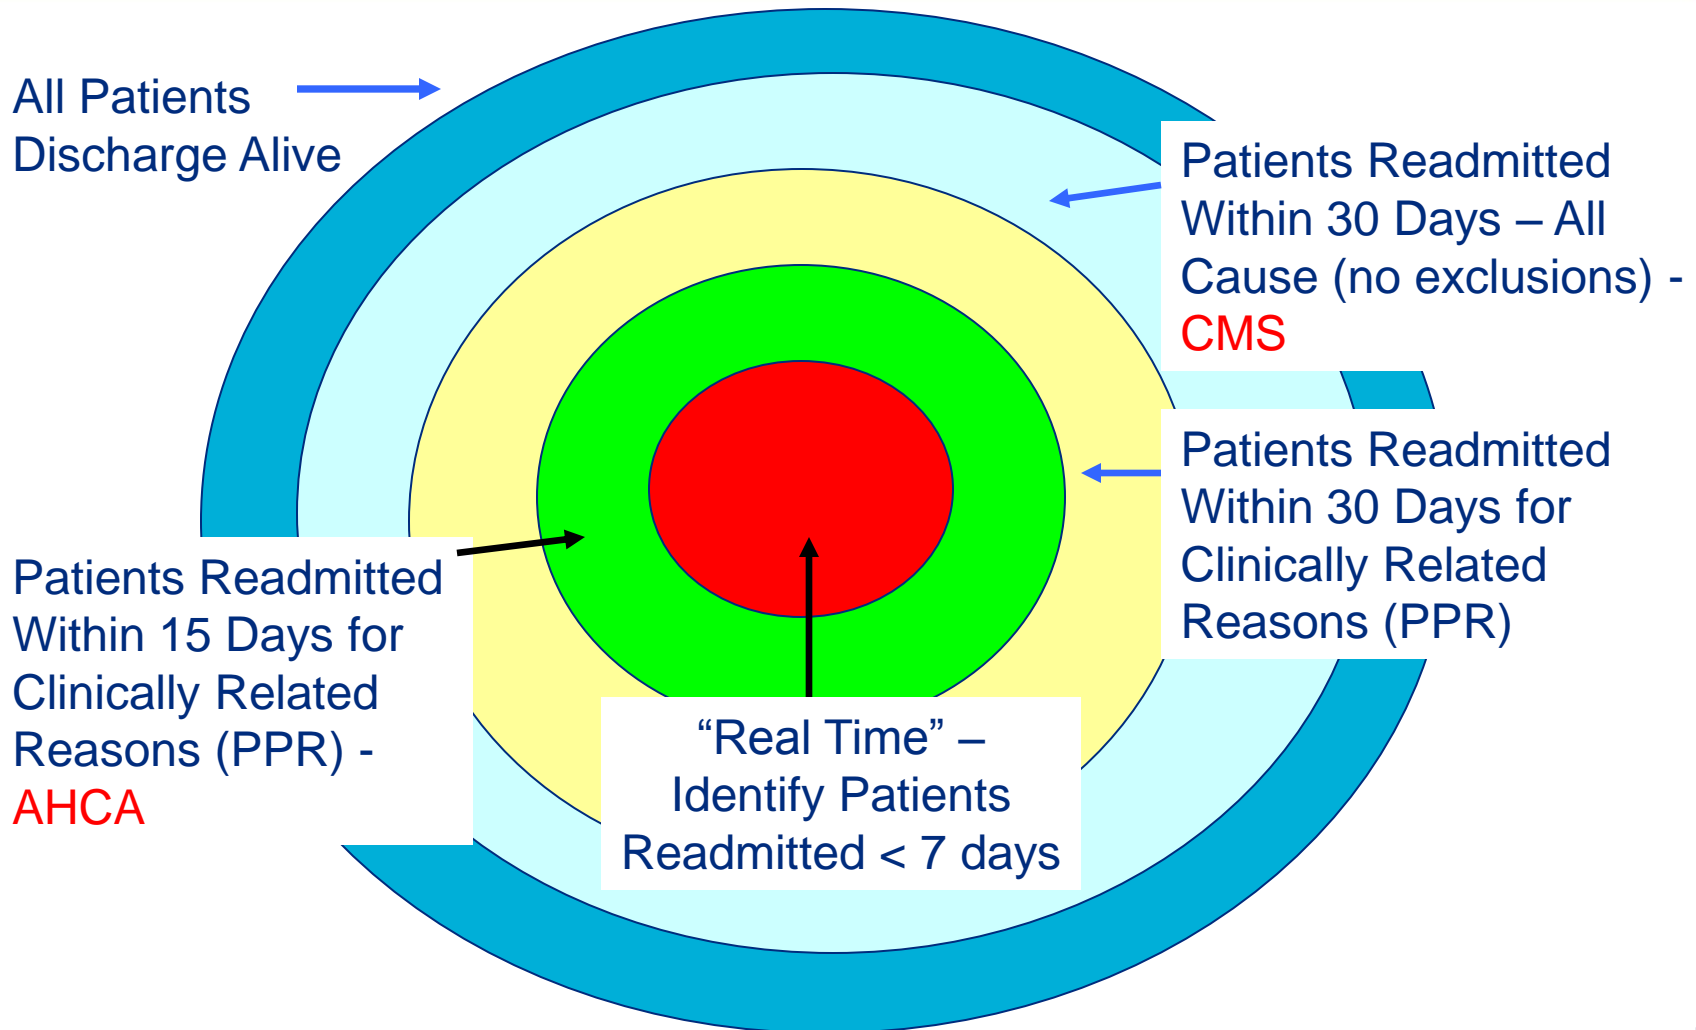 All Patients
Discharge Alive
Patients Readmitted
Within 30 Days – All
Cause (no exclusions) -
CMS
Patients Readmitted
Within 30 Days for
Clinically Related
Reasons (PPR)
Patients Readmitted
Within 15 Days for
Clinically Related
Reasons (PPR) -
AHCA
“Real Time” –
Identify Patients
Readmitted < 7 days